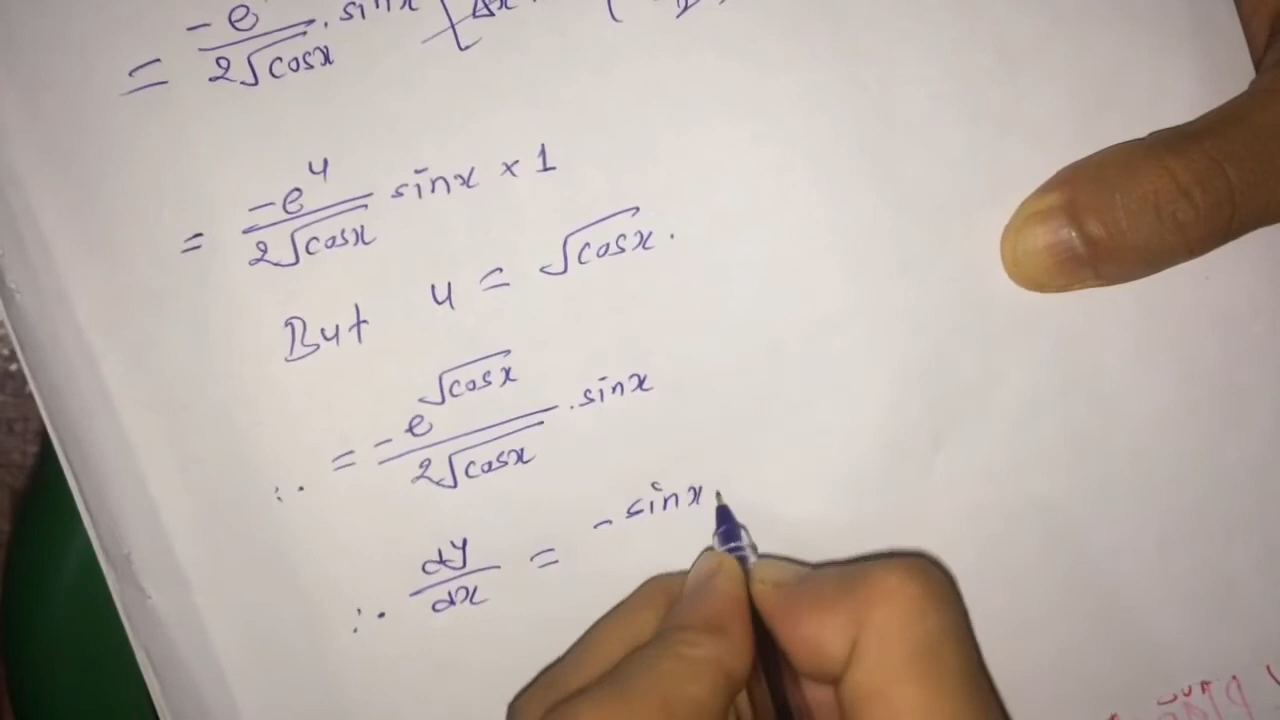 = -e / 2√cosx . sinx
= -e^u / 2√cosx sinx × 1
But u = √cosx.
∴ = -e^√cosx / 2√cosx . sinx
∴ dy/dx = - sinx